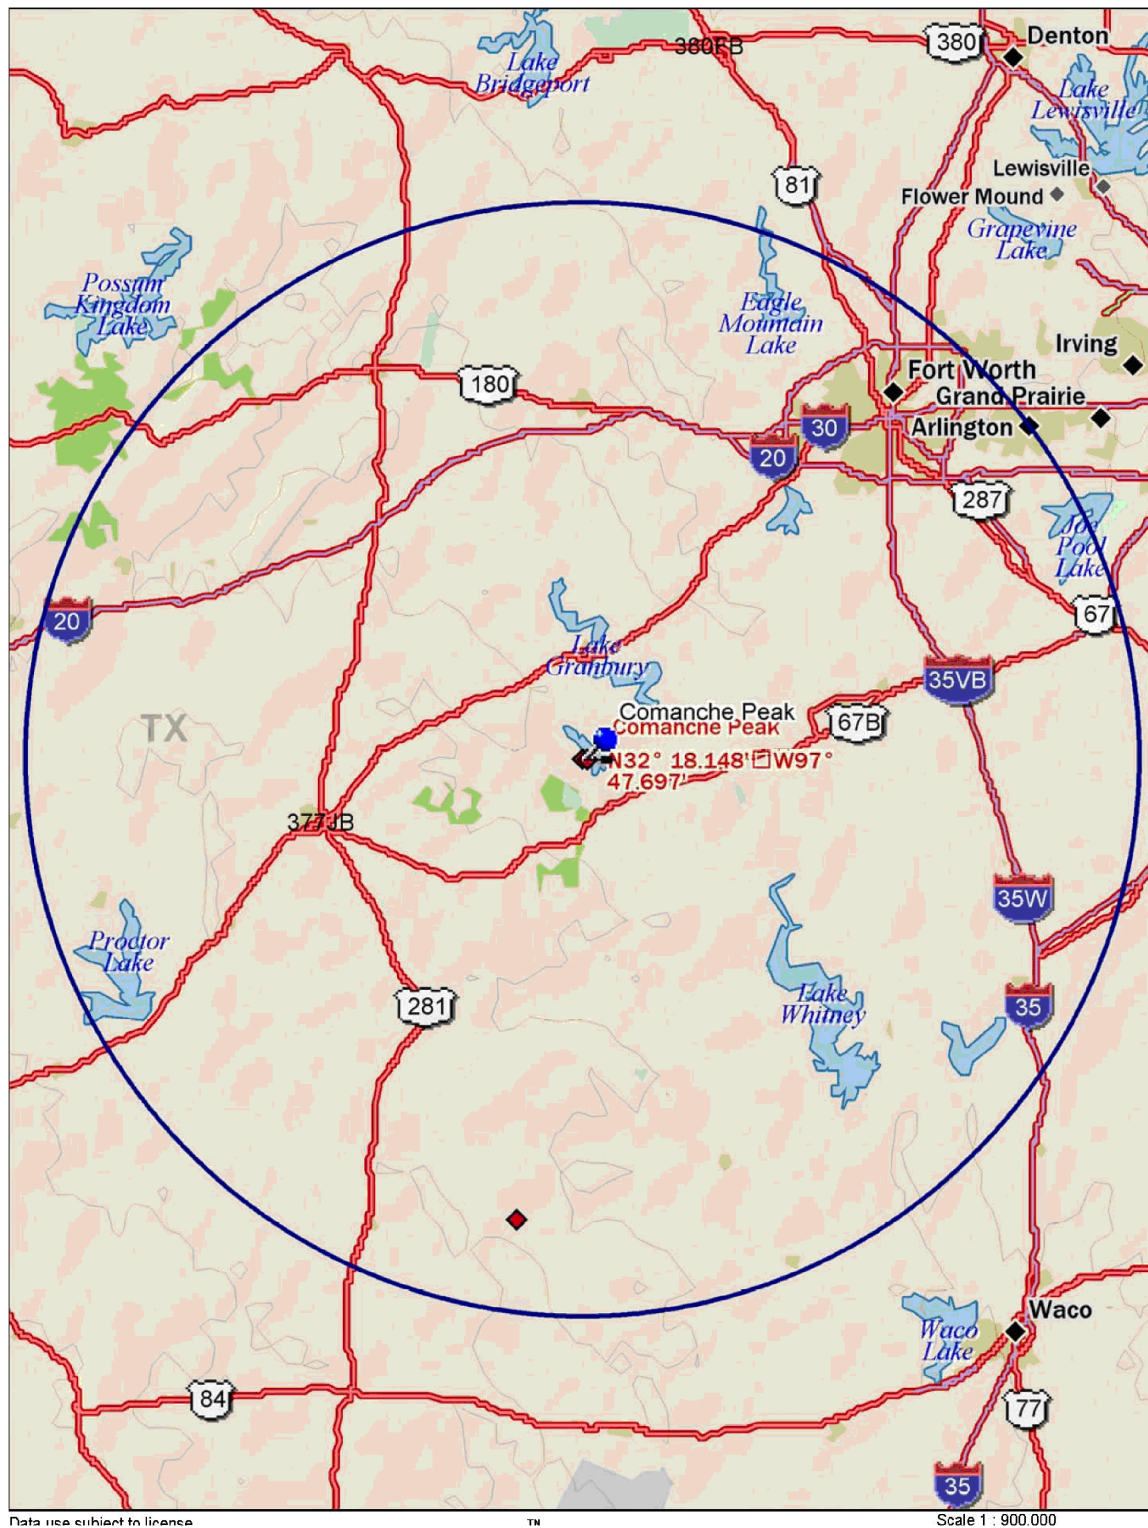 380
Denton
380FB
Lake
Bridgeport
Lake
Lewisville
Lewisville
81
Flower Mound
Grapevine
Lake
Possum
Kingdom
Lake
Eagle
Mountain
Lake
Irving
Fort Worth
180
Grand Prairie
30
Arlington
20
287
Joe
Pool
Lake
67
20
Lake
Granbury
35VB
Comanche Peak
67B
TX
Comanche Peak
N32° 18.148' W97°
47.697'
377JB
35W
Proctor
Lake
281
Lake
Whitney
35
Waco
Waco
Lake
84
77
35
Data use subject to license
TN
Scale 1 : 900,000